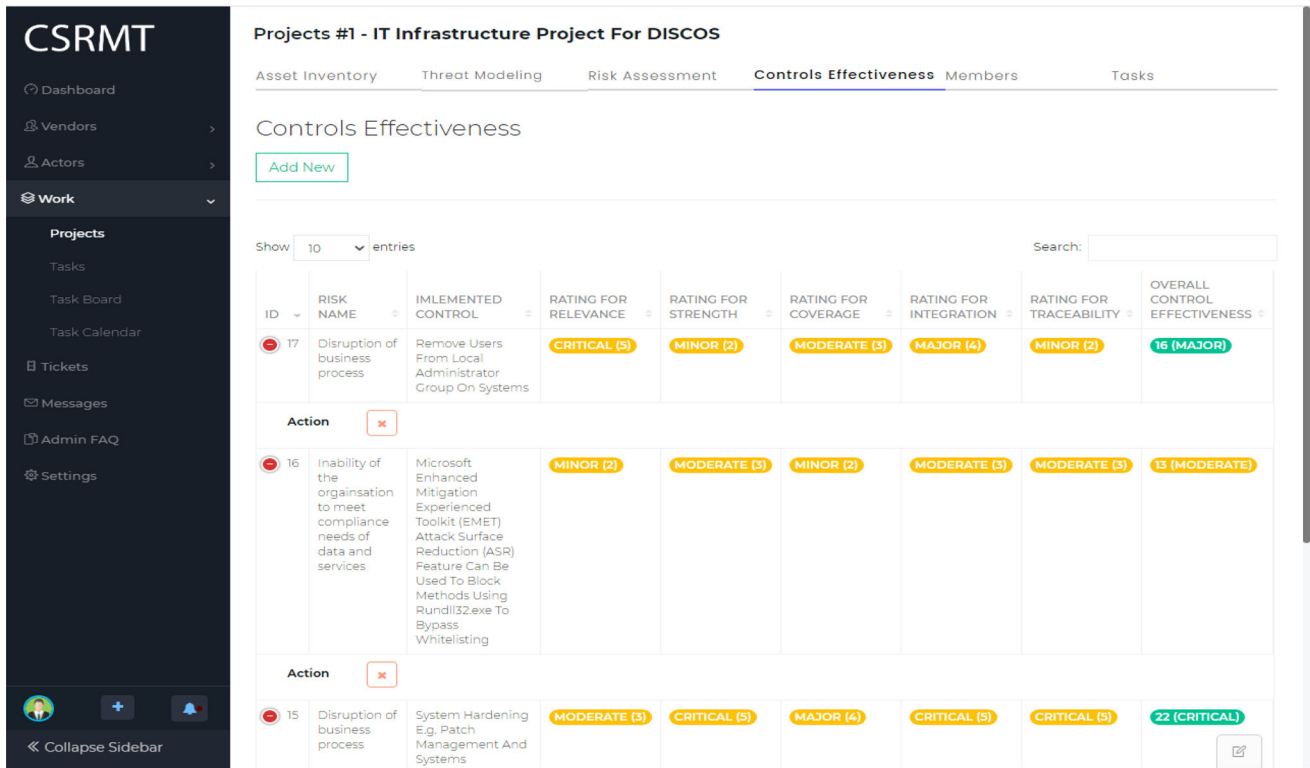 CSRMT
Dashboard
Vendors
Actors
Work
Projects
Tasks
Task Board
Task Calendar
Tickets
Messages
Admin FAQ
Settings
Collapse Sidebar
Projects #1 - IT Infrastructure Project For DISCOS
Asset Inventory Threat Modeling Risk Assessment Controls Effectiveness Members Tasks
Controls Effectiveness
Add New
Show 10 entries Search:
ID RISK NAME IMLEMENTED CONTROL RATING FOR RELEVANCE RATING FOR STRENGTH RATING FOR COVERAGE RATING FOR INTEGRATION RATING FOR TRACEABILITY OVERALL CONTROL EFFECTIVENESS
17 Disruption of Remove Users CRITICAL (5) MINOR (2) MODERATE (3) MAJOR (4) MINOR (2) 16 (MAJOR)
business From Local
process Administrator
Group On Systems
Action
16 Inability of Microsoft MINOR (2) MODERATE (3) MINOR (2) MODERATE (3) MODERATE (3) 13 (MODERATE)
the Enhanced
orgainsation Mitigation
to meet Experienced
compliance Toolkit (EMET)
needs of Attack Surface
data and Reduction (ASR)
services Feature Can Be
Used To Block
Methods Using
Rundll32.exe To
Bypass
Whitelisting
Action
15 Disruption of System Hardening MODERATE (3) CRITICAL (5) MAJOR (4) CRITICAL (5) CRITICAL (5) 22 (CRITICAL)
business E.g. Patch
process Management And
Systems